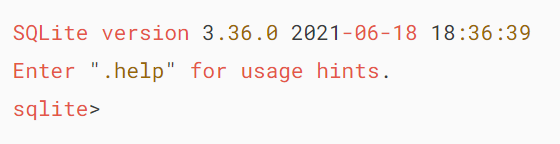 SQLite version 3.36.0 2021-06-18 18:36:39
Enter ".help" for usage hints.
sqlite>